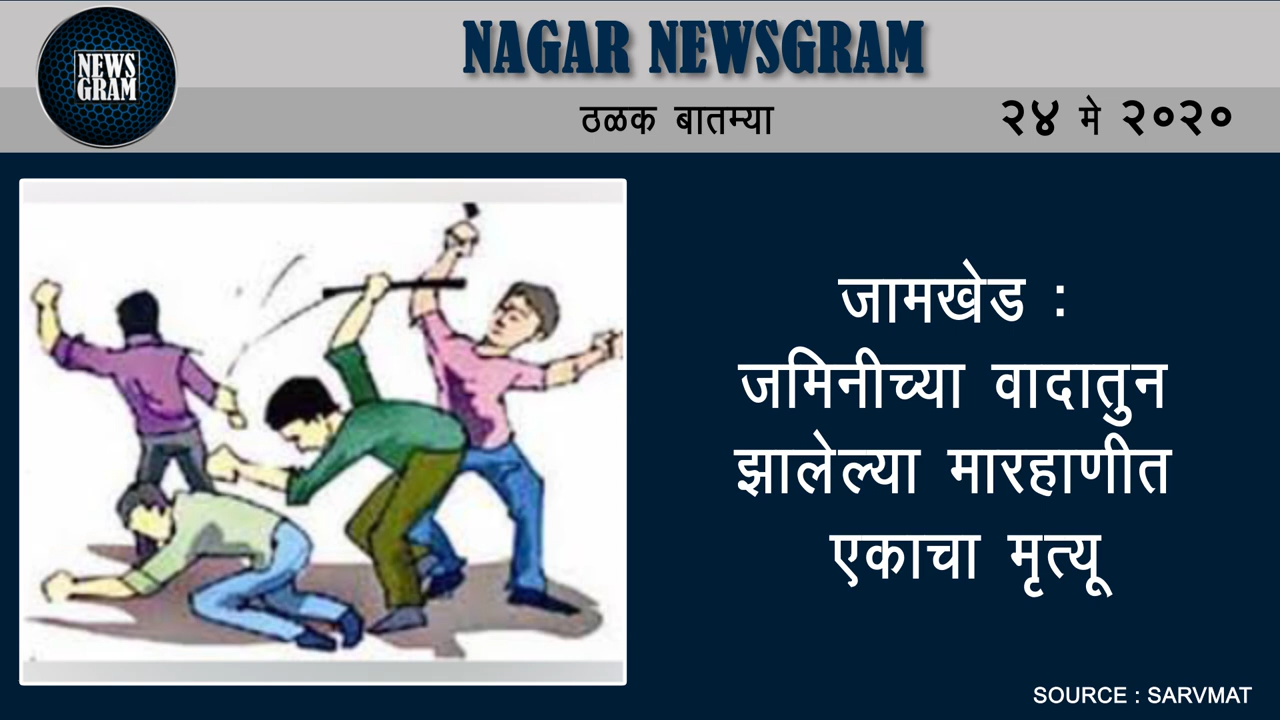 NEWS
GRAM
NAGAR NEWSGRAM
ठळक बातम्या
२४ मे २०२०
जामखेड :
जमिनीच्या वादातुन
झालेल्या मारहाणीत
एकाचा मृत्यू
SOURCE : SARVMAT